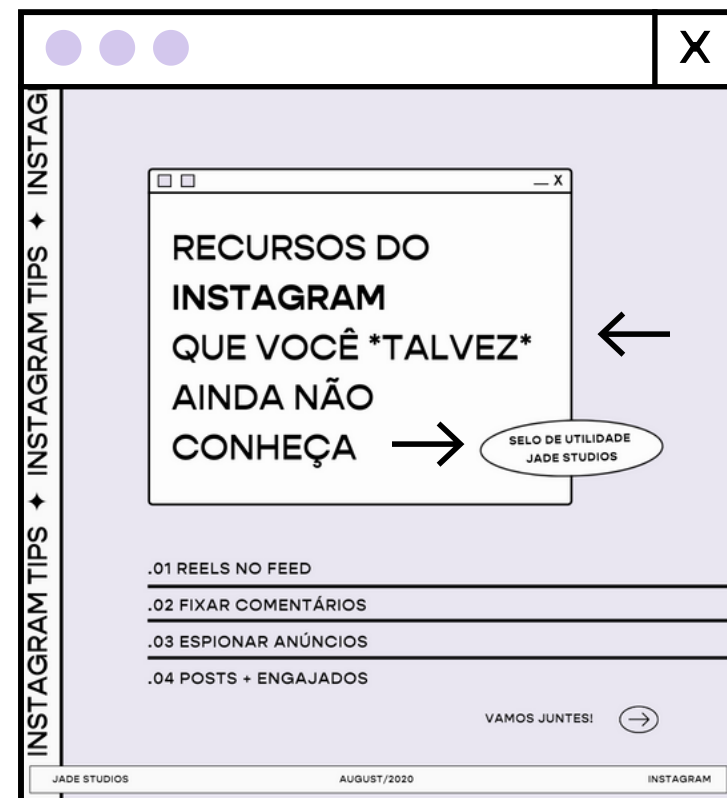 X
INSTAGRAM TIPS ✦ INSTAGRAM TIPS ✦ INSTAG
X
RECURSOS DO
INSTAGRAM
QUE VOCÊ *TALVEZ*
AINDA NÃO
CONHEÇA
SELO DE UTILIDADE
JADE STUDIOS
.01 REELS NO FEED
.02 FIXAR COMENTÁRIOS
.03 ESPIONAR ANÚNCIOS
.04 POSTS + ENGAJADOS
VAMOS JUNTES!
JADE STUDIOS AUGUST/2020 INSTAGRAM